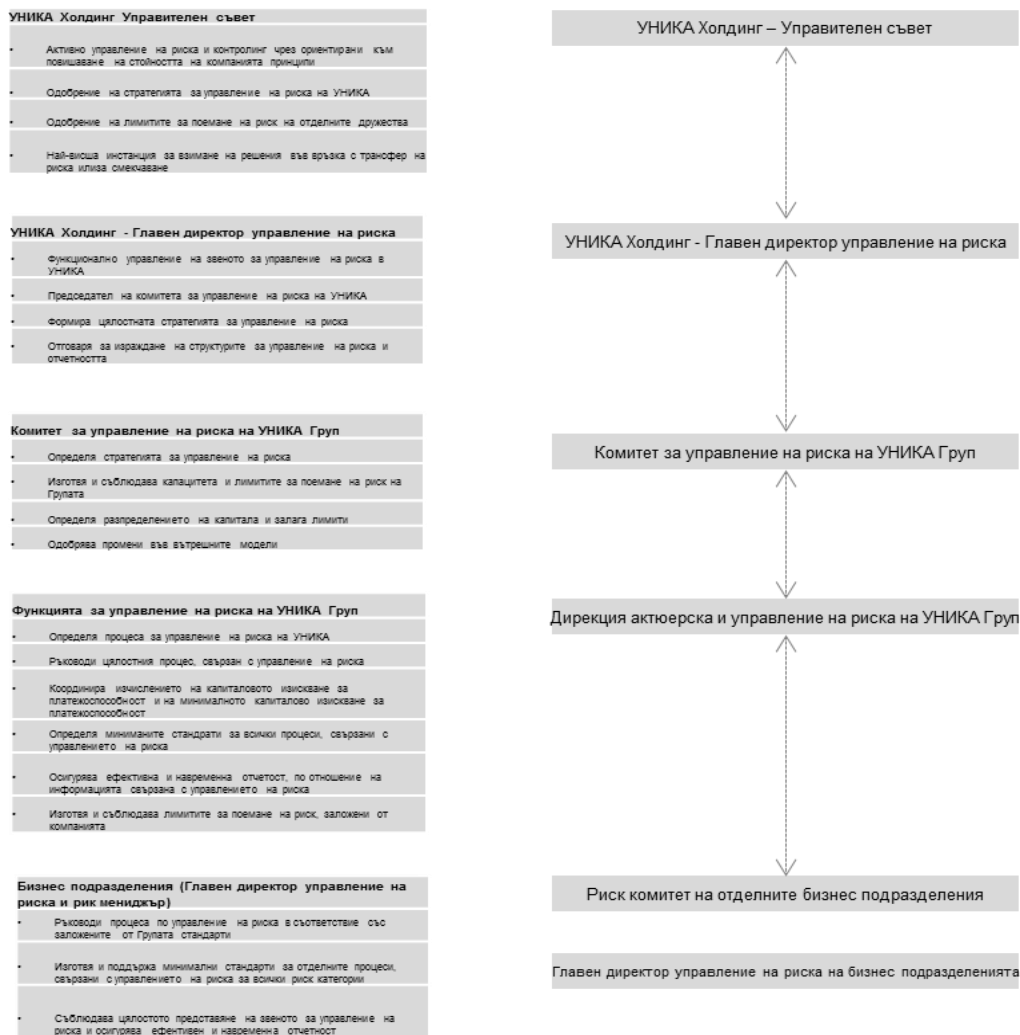 УНИКА Холдинг Управителен съвет
• Активно управление на риска и контролинг чрез ориентирани към
повишаване на стойността на компанията принципи
• Одобрение на стратегията за управление на риска на УНИКА
• Одобрение на лимитите за поемане на риск на отделните дружества
• Най-висша инстанция за взимане на решения във връзка с трансфер на
риска илиза смекчаване
УНИКА Холдинг - Главен директор управление на риска
• Функционално управление на звеното за управление на риска в
УНИКА
• Председател на комитета за управление на риска на УНИКА
• Формира цялостната стратегията за управление на риска
• Отговаря за израждане на структурите за управление на риска и
отчетността
Комитет за управление на риска на УНИКА Груп
• Определя стратегията за управление на риска
• Изготвя и съблюдава капацитета и лимитите за поемане на риск на
Групата
• Определя разпределението на капитала и залага лимити
• Одобрява промени във вътрешните модели
Функцията за управление на риска на УНИКА Груп
• Определя процеса за управление на риска на УНИКА
• Ръководи цялостния процес, свързан с управление на риска
• Координира изчислението на капиталовото изискване за
платежоспособност и на минималното капиталово изискване за
платежоспособност
• Определя миниманите стандрати за всички процеси, свързани с
управлението на риска
• Осигурява ефективна и навременна отчетост, по отношение на
информацията свързана с управлението на риска
• Изготвя и съблюдава лимитите за поемане на риск, заложени от
компанията
Бизнес подразделения (Главен директор управление на
риска и рик мениджър)
• Ръководи процеса по управление на риска в съответствие със
заложените от Групата стандарти
• Изготвя и поддържа минимални стандарти за отделните процеси,
свързани с управлението на риска за всички риск категории
• Съблюдава цялостото представяне на звеното за управление на
риска и осигурява ефентивен и навременна отчетност
УНИКА Холдинг – Управителен съвет
УНИКА Холдинг - Главен директор управление на риска
Комитет за управление на риска на УНИКА Груп
Дирекция актюерска и управление на риска на УНИКА Груп
Риск комитет на отделните бизнес подразделения
Главен директор управление на риска на бизнес подразделенията